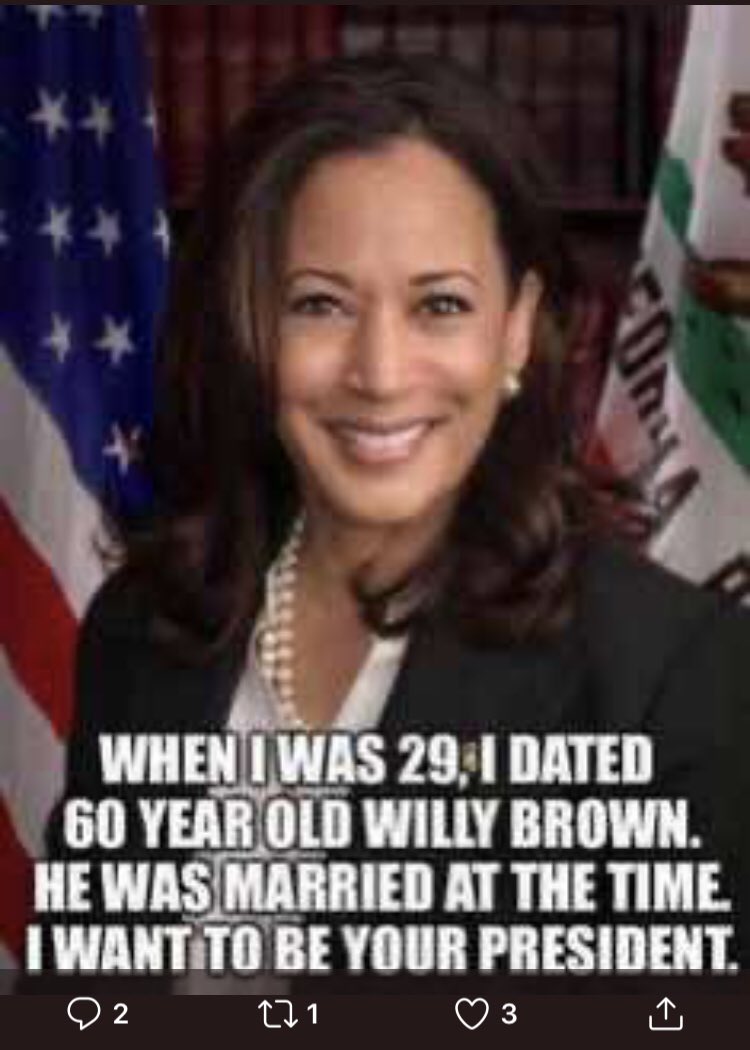 WHEN I WAS 29, I DATED
60 YEAR OLD WILLY BROWN.
HE WAS MARRIED AT THE TIME.
I WANT TO BE YOUR PRESIDENT.
2 1 3